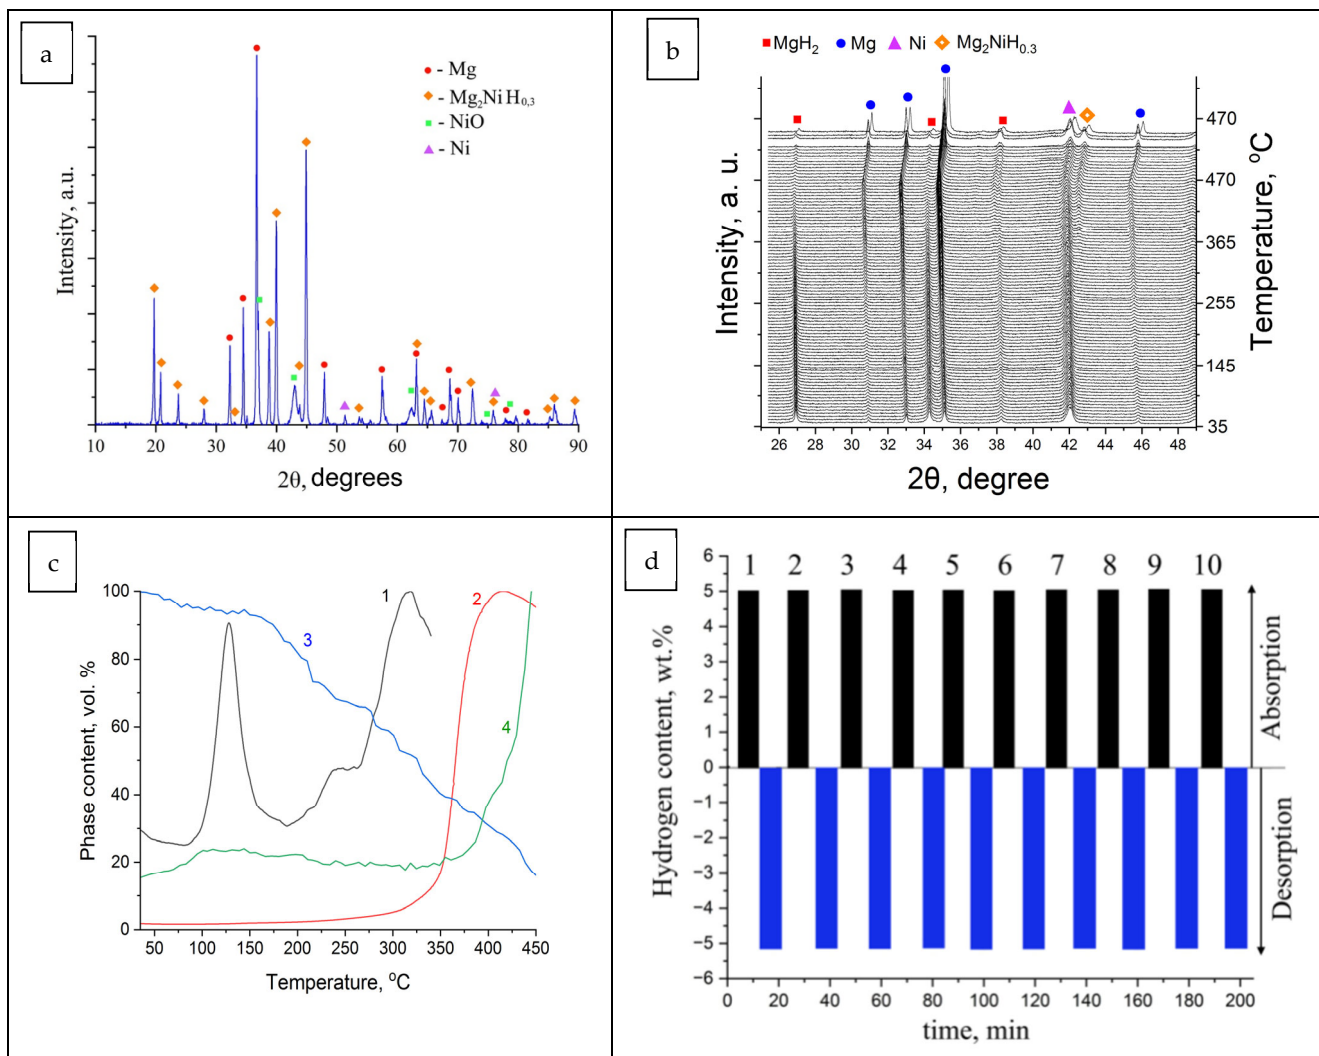 a
- Mg
- Mg2NiH0,3
- NiO
- Ni
Intensity, a.u.
10 20 30 40 50 60 70 80 90
2θ, degrees
b
MgH2 Mg Ni Mg2NiH0.3
Intensity, a. u.
470
470
365
255
145
35
Temperature, oC
26 28 30 32 34 36 38 40 42 44 46 48
2θ, degree
c
100
80
60
40
20
0
Phase content, vol. %
1
2
3
4
50 100 150 200 250 300 350 400 450
Temperature, oC
d
6
5
4
3
2
1
0
−1
−2
−3
−4
−5
−6
Hydrogen content, wt.%
1 2 3 4 5 6 7 8 9 10
Absorption
Desorption
0 20 40 60 80 100 120 140 160 180 200
time, min